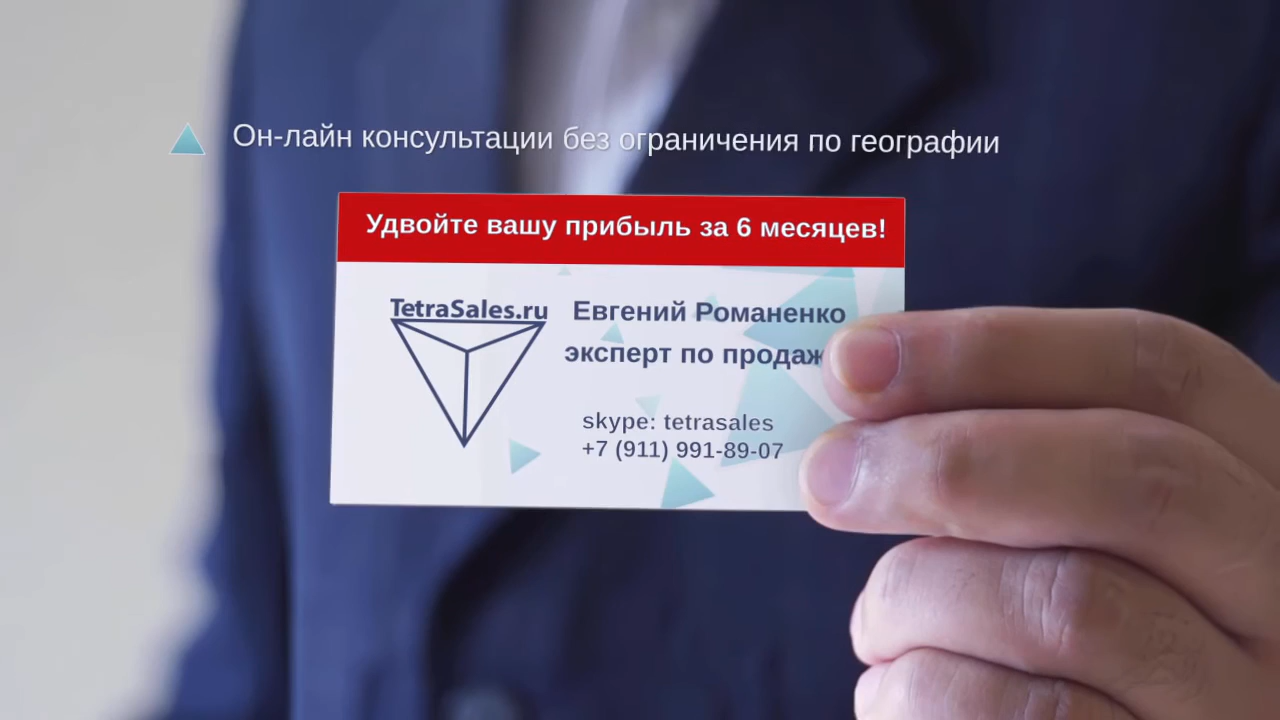 Он-лайн консультации без ограничения по географии
Удвойте вашу прибыль за 6 месяцев!
TetraSales.ru
Евгений Романенко
эксперт по
skype: tetrasales
+7 (911) 991-89-07